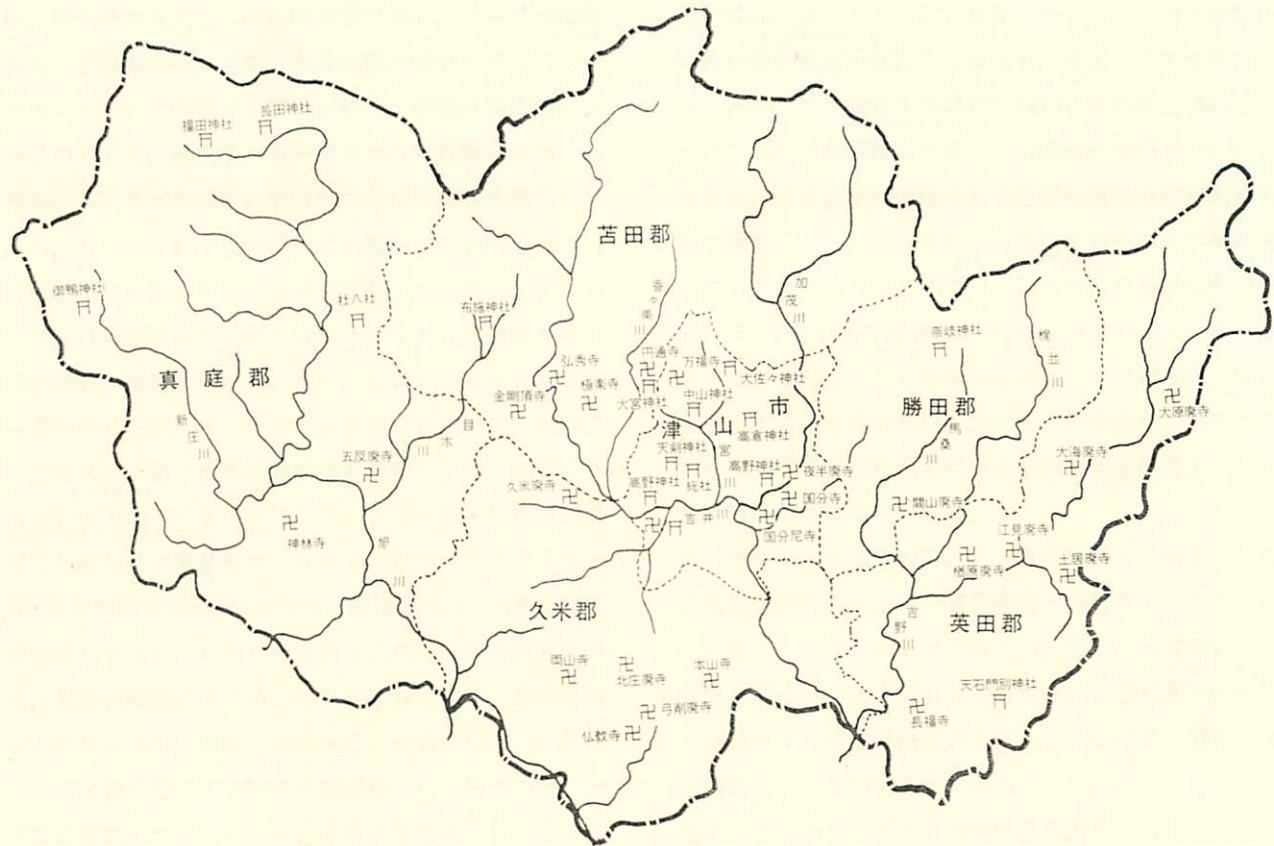 長田神社
福田神社
苫田郡
御鴨神社
社八社
布施神社
香々美川
加茂川
斎岐神社
梶並川
真庭郡
新庄川
弘秀寺
極楽寺
金剛頂寺
円通寺
万福寺
大佐々神社
大宮神社
中山神社
津山市
高倉神社
宮川
勝田郡
馬桑川
大原廃寺
目木川
五反廃寺
久米廃寺
天剣神社
総社
高野神社
高野神社
夜半廃寺
国分寺
国分尼寺
吉井川
大海廃寺
間山廃寺
江見廃寺
楢原廃寺
土居廃寺
神林寺
旭川
久米郡
吉野川
英田郡
両山寺
北庄廃寺
本山寺
弓削廃寺
仏教寺
天石門別神社
長福寺